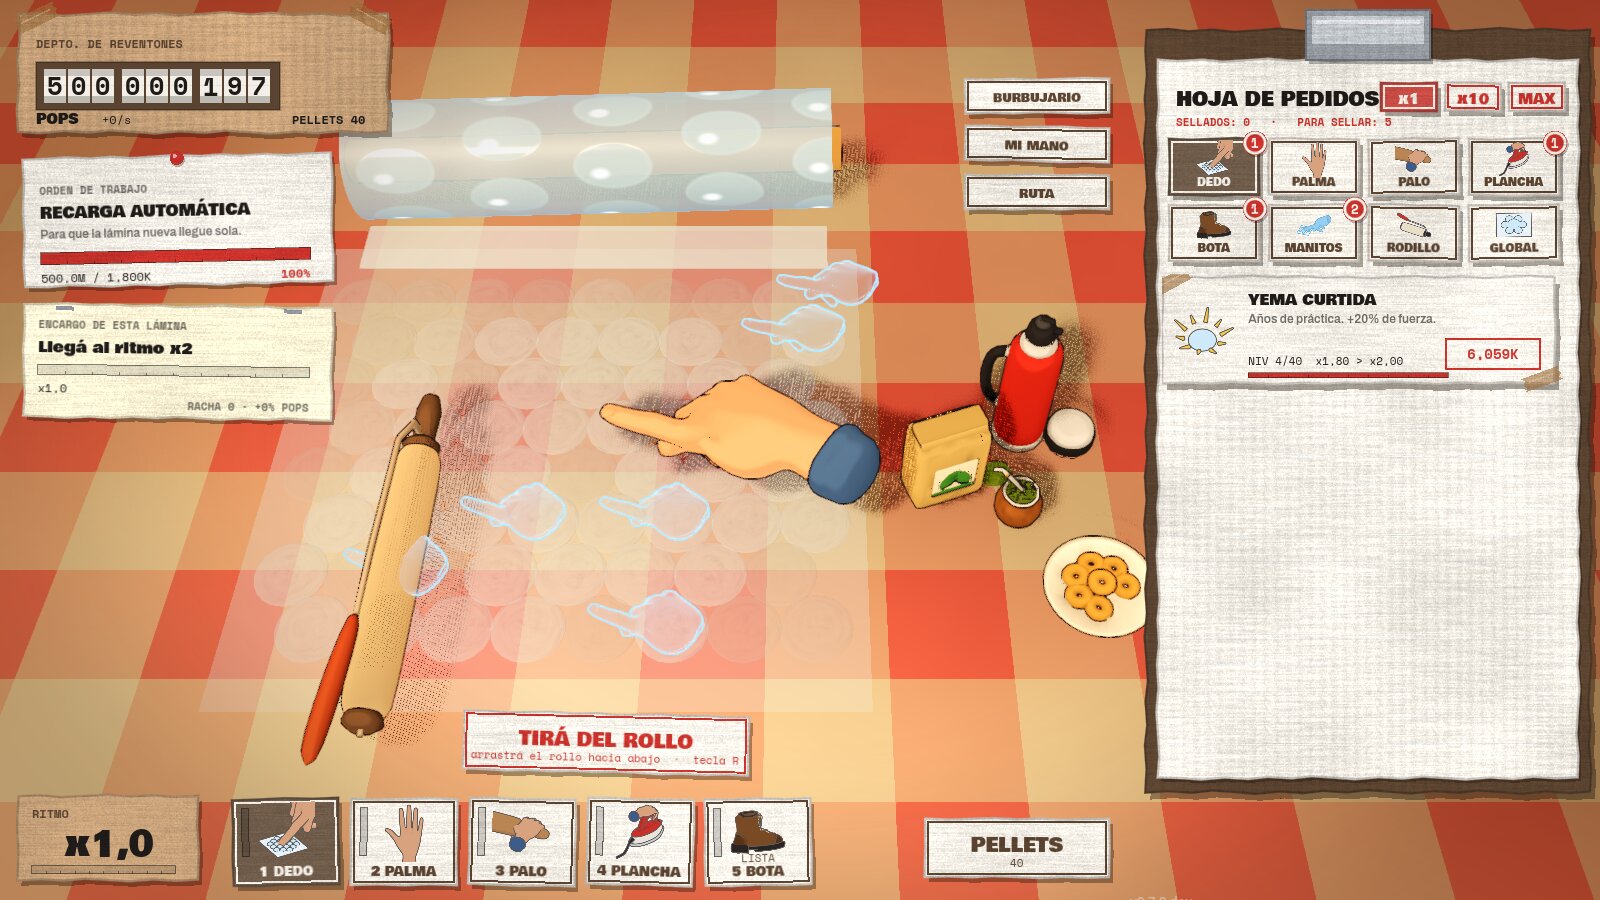 DEPTO. DE REVENTONES
500 000 197
POPS +0/s PELLETS 40
ORDEN DE TRABAJO
RECARGA AUTOMÁTICA
Para que la lámina nueva llegue sola.
500.0M / 1.800K 100%
ENCARGO DE ESTA LÁMINA
Llegá al ritmo x2
x1,0
RACHA 0 · +0% POPS
BURBUJARIO
MI MANO
RUTA
HOJA DE PEDIDOS x1 x10 MAX
SELLADOS: 0 · PARA SELLAR: 5
DEDO 1
PALMA
PALO
PLANCHA 1
BOTA 1
MANITOS 2
RODILLO
GLOBAL
YEMA CURTIDA
Años de práctica. +20% de fuerza.
NIV 4/40 x1,80 > x2,00
6.059K
TIRÁ DEL ROLLO
arrastrá el rollo hacia abajo · tecla R
RITMO
x1,0
1 DEDO
2 PALMA
3 PALO
4 PLANCHA
LISTA
5 BOTA
PELLETS
40